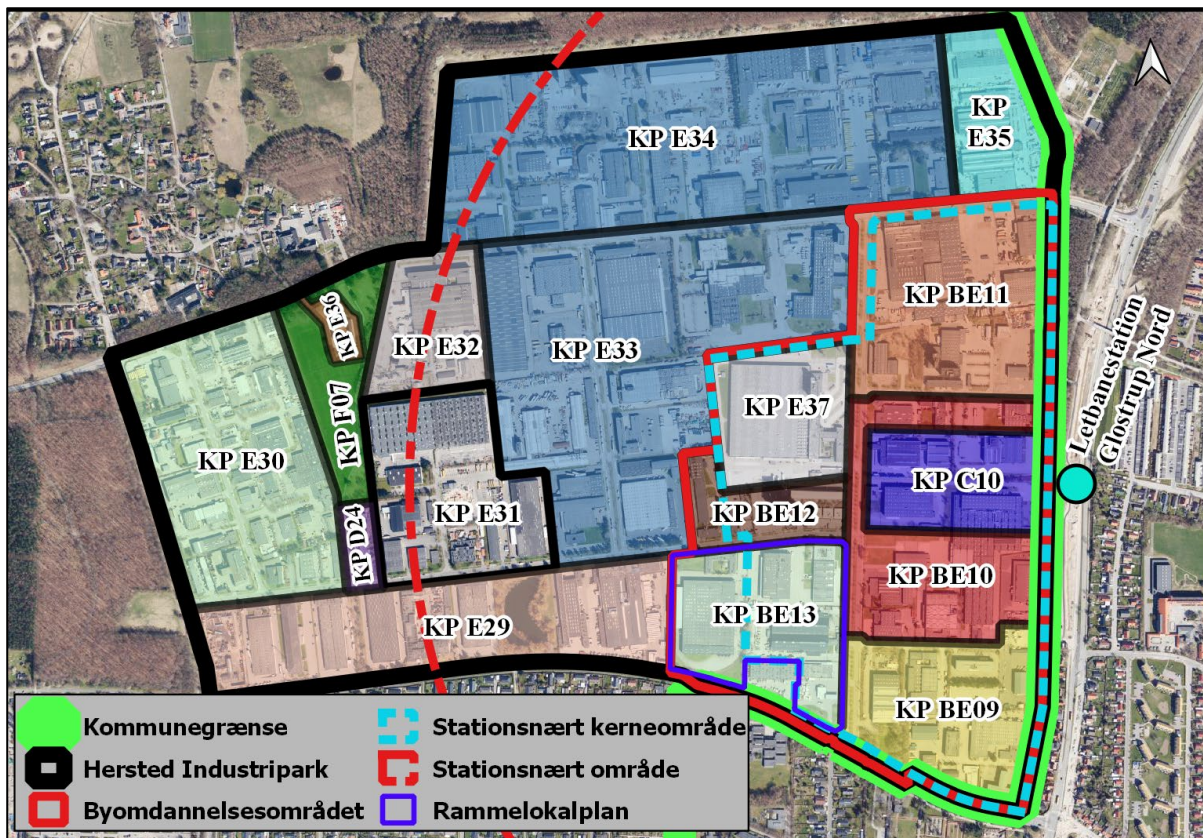 KP E34
KP
E35
KP BE11
KP E36
KP E32
KP E33
KP E37
KP F07
KP E30
KP C10
Letbanestation
Glostrup Nord
KP E31
KP BE12
KP D24
KP BE10
KP BE13
KP E29
KP BE09
Kommunegrænse
Stationsnært kerneområde
Hersted Industripark
Stationsnært område
Byomdannelsesområdet
Rammelokalplan